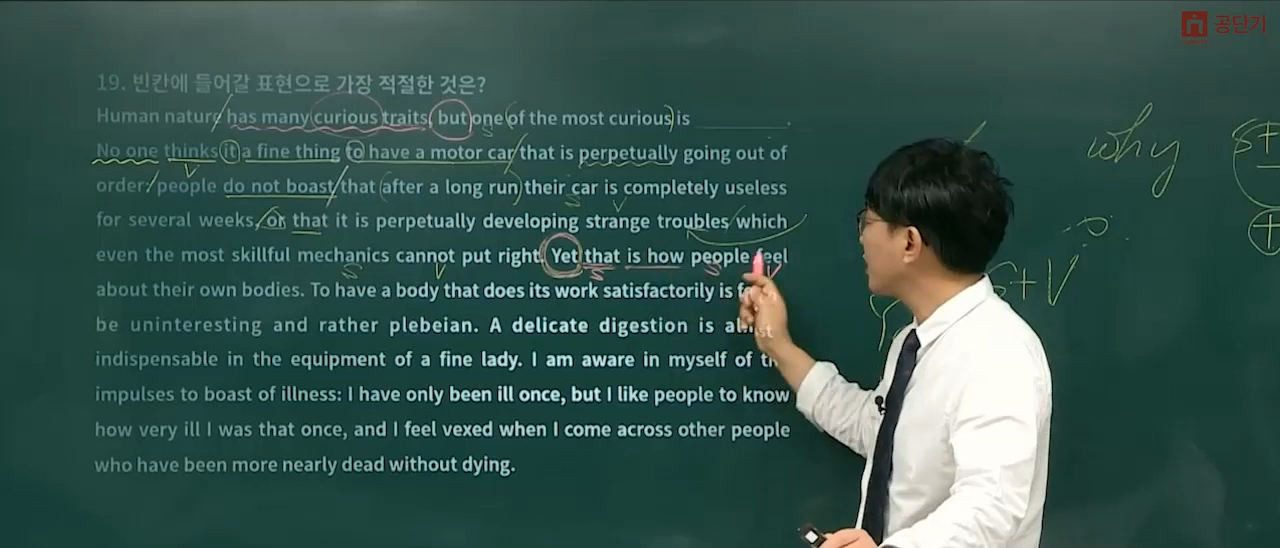 공단기
19. 빈칸에 들어갈 표현으로 가장 적절한 것은?
Human nature has many curious traits, but one of the most curious is ________.
No one thinks it a fine thing to have a motor car that is perpetually going out of
order; people do not boast that after a long run their car is completely useless
for several weeks, or that it is perpetually developing strange troubles which
even the most skillful mechanics cannot put right. Yet that is how people feel
about their own bodies. To have a body that does its work satisfactorily is
be uninteresting and rather plebeian. A delicate digestion is
indispensable in the equipment of a fine lady. I am aware in myself of
impulses to boast of illness: I have only been ill once, but I like people to know
how very ill I was that once, and I feel vexed when I come across other people
who have been more nearly dead without dying.
why
S+V
S
V
S
V
S
V
S
S
V